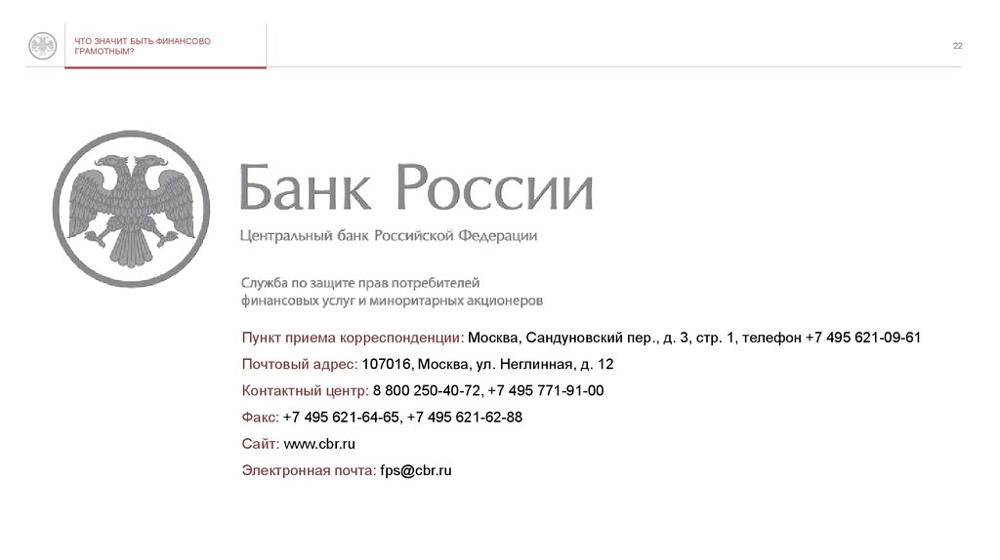 ЧТО ЗНАЧИТ БЫТЬ ФИНАНСОВО
ГРАМОТНЫМ?
22
Банк России
Центральный банк Российской Федерации
Служба по защите прав потребителей
финансовых услуг и миноритарных акционеров
Пункт приема корреспонденции: Москва, Сандуновский пер., д. 3, стр. 1, телефон +7 495 621-09-61
Почтовый адрес: 107016, Москва, ул. Неглинная, д. 12
Контактный центр: 8 800 250-40-72, +7 495 771-91-00
Факс: +7 495 621-64-65, +7 495 621-62-88
Сайт: www.cbr.ru
Электронная почта: fps@cbr.ru